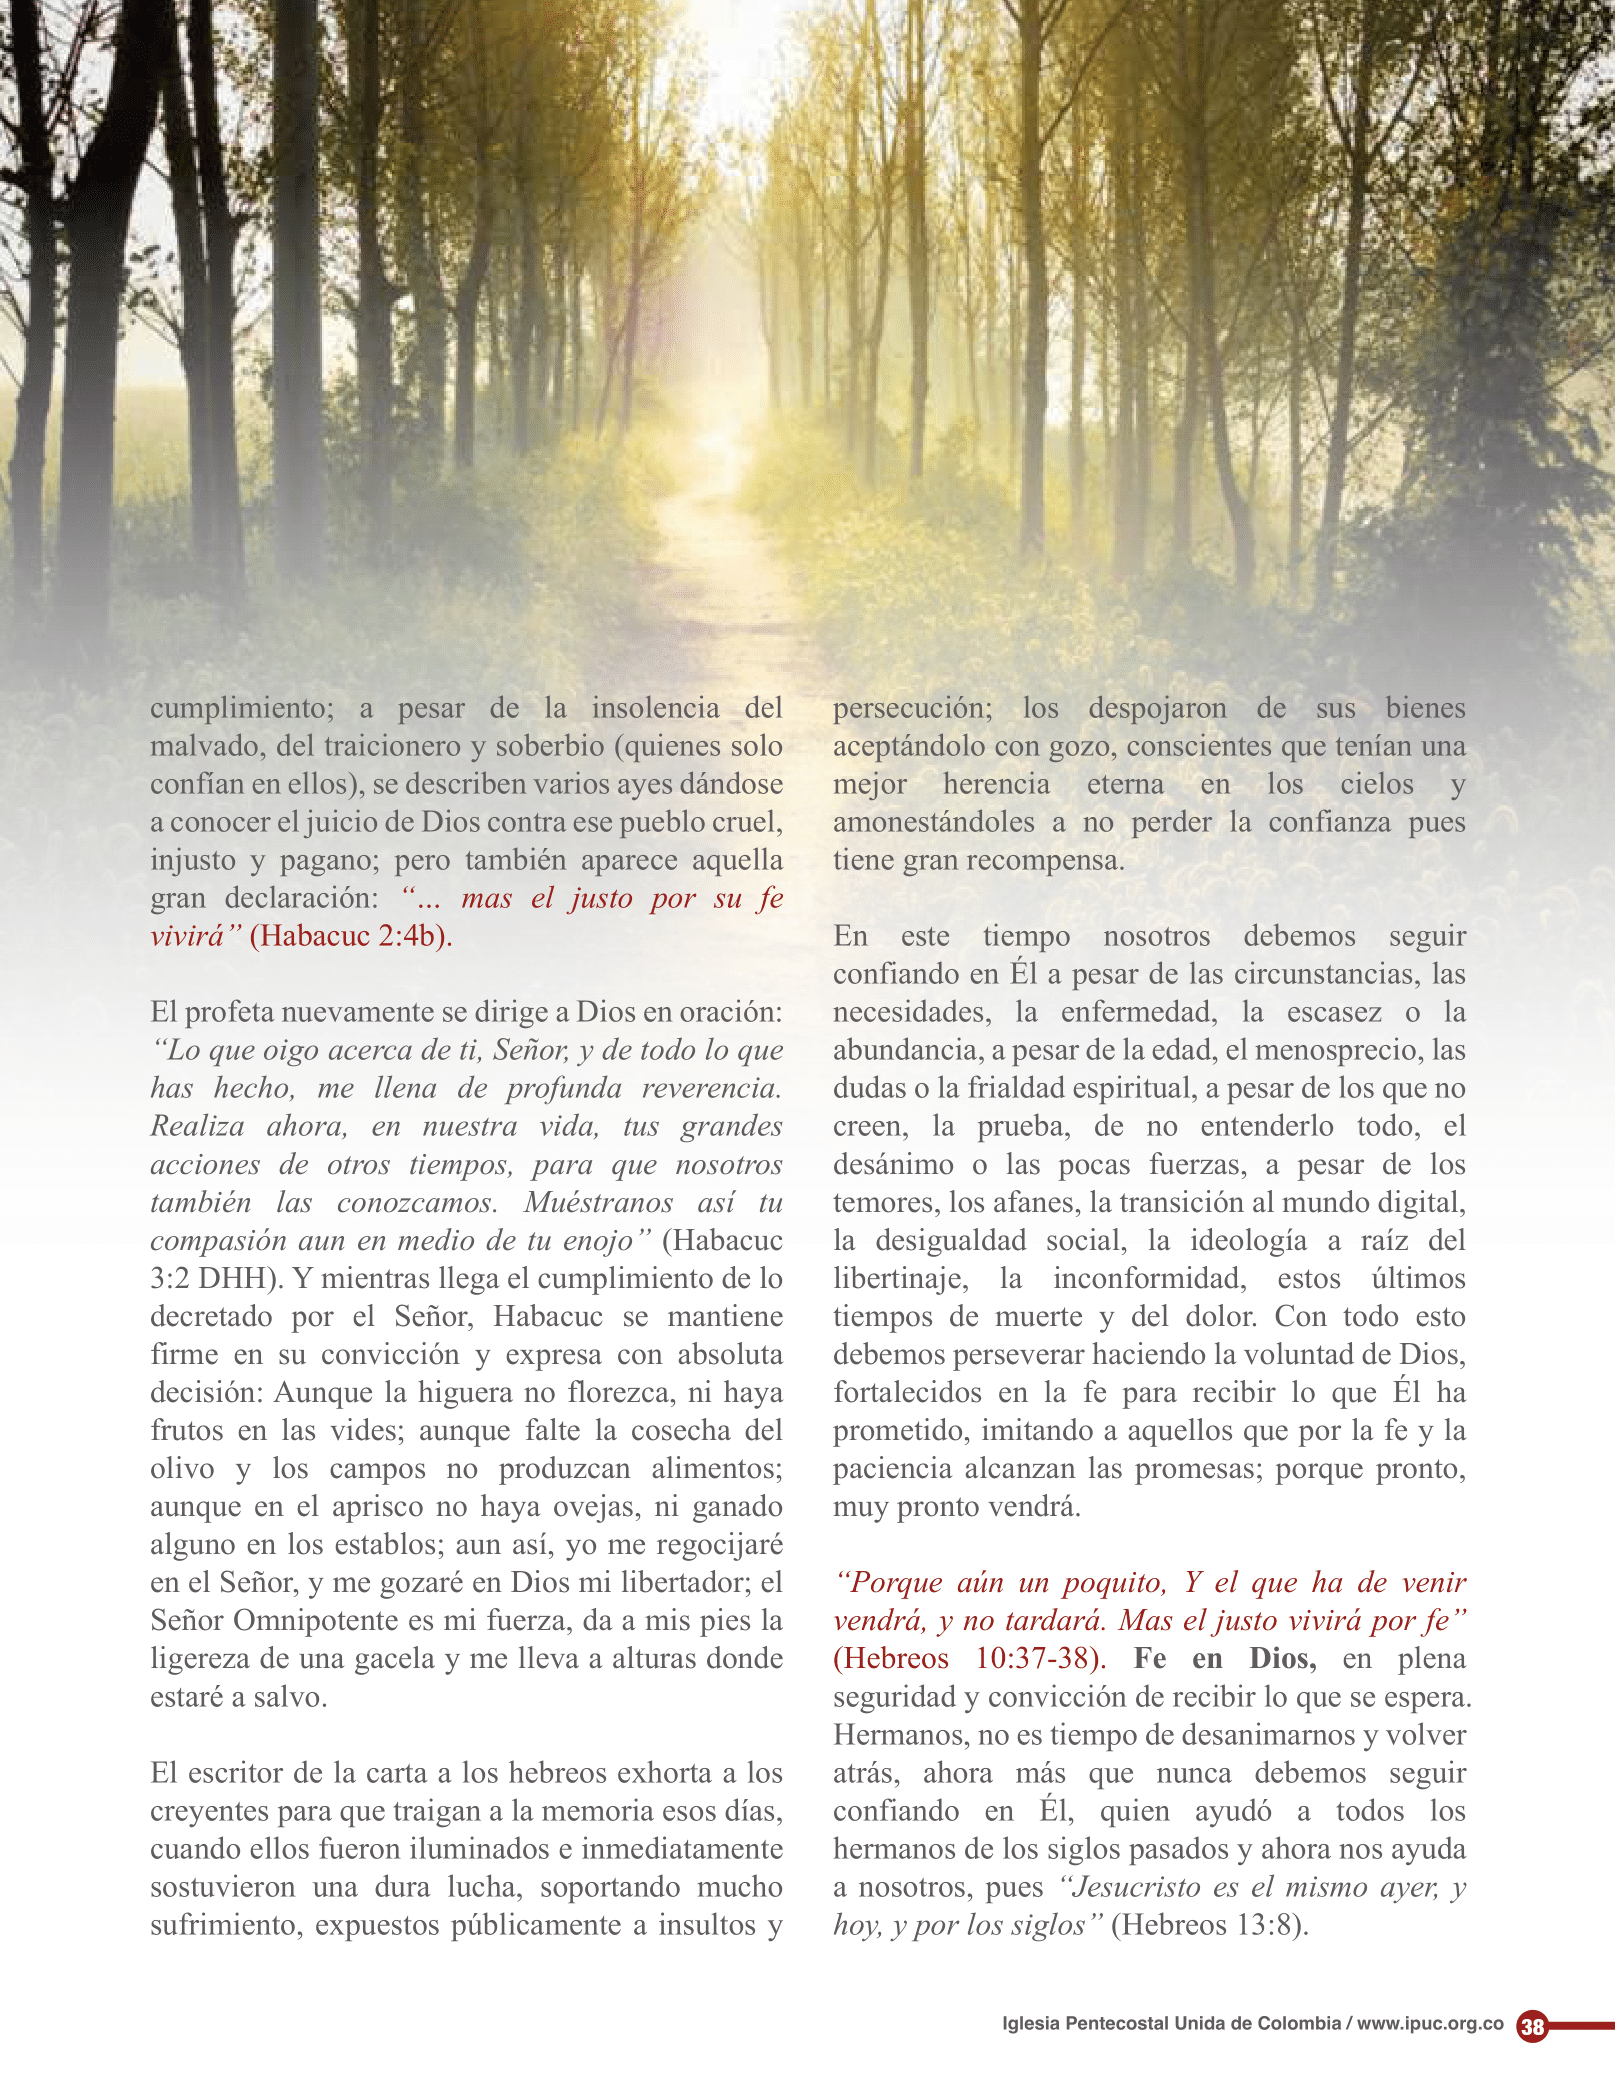 cumplimiento; a pesar de la insolencia del
malvado, del traicionero y soberbio (quienes solo
confían en ellos), se describen varios ayes dándose
a conocer el juicio de Dios contra ese pueblo cruel,
injusto y pagano; pero también aparece aquella
gran declaración: “... mas el justo por su fe
vivirá” (Habacuc 2:4b).
El profeta nuevamente se dirige a Dios en oración:
“Lo que oigo acerca de ti, Señor, y de todo lo que
has hecho, me llena de profunda reverencia.
Realiza ahora, en nuestra vida, tus grandes
acciones de otros tiempos, para que nosotros
también las conozcamos. Muéstranos así tu
compasión aun en medio de tu enojo” (Habacuc
3:2 DHH). Y mientras llega el cumplimiento de lo
decretado por el Señor, Habacuc se mantiene
firme en su convicción y expresa con absoluta
decisión: Aunque la higuera no florezca, ni haya
frutos en las vides; aunque falte la cosecha del
olivo y los campos no produzcan alimentos;
aunque en el aprisco no haya ovejas, ni ganado
alguno en los establos; aun así, yo me regocijaré
en el Señor, y me gozaré en Dios mi libertador; el
Señor Omnipotente es mi fuerza, da a mis pies la
ligereza de una gacela y me lleva a alturas donde
estaré a salvo.
El escritor de la carta a los hebreos exhorta a los
creyentes para que traigan a la memoria esos días,
cuando ellos fueron iluminados e inmediatamente
sostuvieron una dura lucha, soportando mucho
sufrimiento, expuestos públicamente a insultos y
persecución; los despojaron de sus bienes
aceptándolo con gozo, conscientes que tenían una
mejor herencia eterna en los cielos y
amonestándoles a no perder la confianza pues
tiene gran recompensa.
En este tiempo nosotros debemos seguir
confiando en Él a pesar de las circunstancias, las
necesidades, la enfermedad, la escasez o la
abundancia, a pesar de la edad, el menosprecio, las
dudas o la frialdad espiritual, a pesar de los que no
creen, la prueba, de no entenderlo todo, el
desánimo o las pocas fuerzas, a pesar de los
temores, los afanes, la transición al mundo digital,
la desigualdad social, la ideología a raíz del
libertinaje, la inconformidad, estos últimos
tiempos de muerte y del dolor. Con todo esto
debemos perseverar haciendo la voluntad de Dios,
fortalecidos en la fe para recibir lo que Él ha
prometido, imitando a aquellos que por la fe y la
paciencia alcanzan las promesas; porque pronto,
muy pronto vendrá.
“Porque aún un poquito, Y el que ha de venir
vendrá, y no tardará. Mas el justo vivirá por fe”
(Hebreos 10:37-38). Fe en Dios, en plena
seguridad y convicción de recibir lo que se espera.
Hermanos, no es tiempo de desanimarnos y volver
atrás, ahora más que nunca debemos seguir
confiando en Él, quien ayudó a todos los
hermanos de los siglos pasados y ahora nos ayuda
a nosotros, pues “Jesucristo es el mismo ayer, y
hoy, y por los siglos” (Hebreos 13:8).
Iglesia Pentecostal Unida de Colombia / www.ipuc.org.co 38